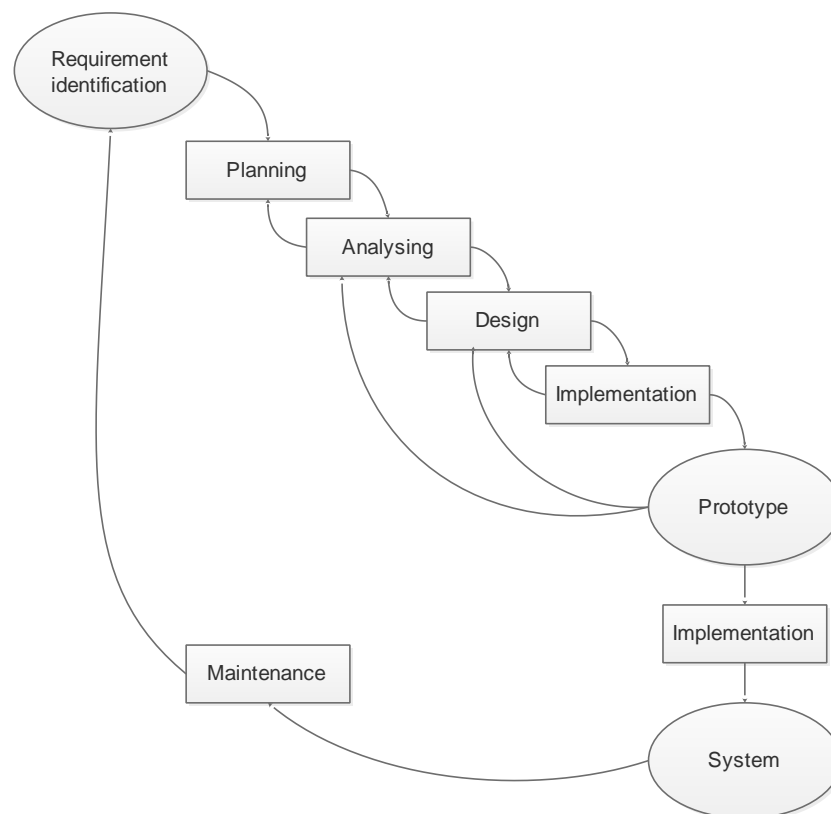 Requirement
identification
Planning
Analysing
Design
Implementation
Prototype
Implementation
Maintenance
System